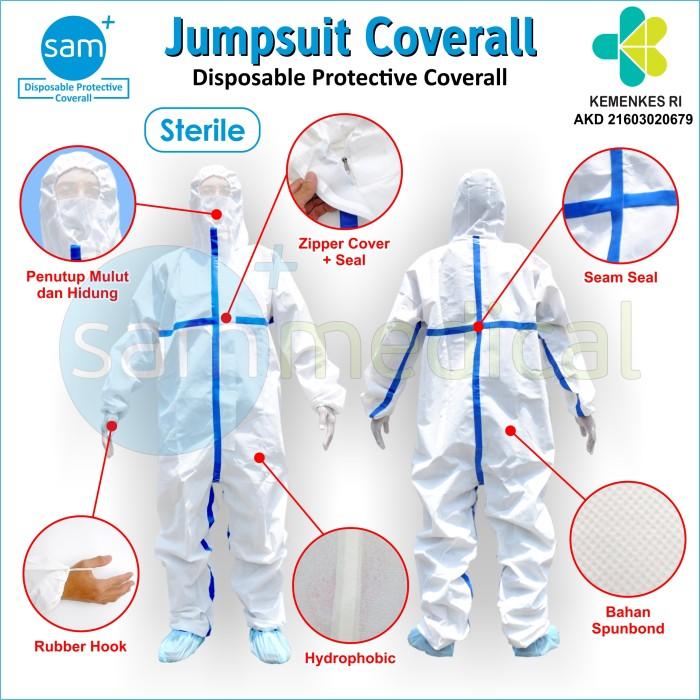 sam+
Disposable Protective
Coverall
Jumpsuit Coverall
Disposable Protective Coverall
KEMENKES RI
AKD 21603020679
Sterile
Penutup Mulut
dan Hidung
Zipper Cover
+ Seal
Seam Seal
sam+medical
Rubber Hook
Hydrophobic
Bahan
Spunbond